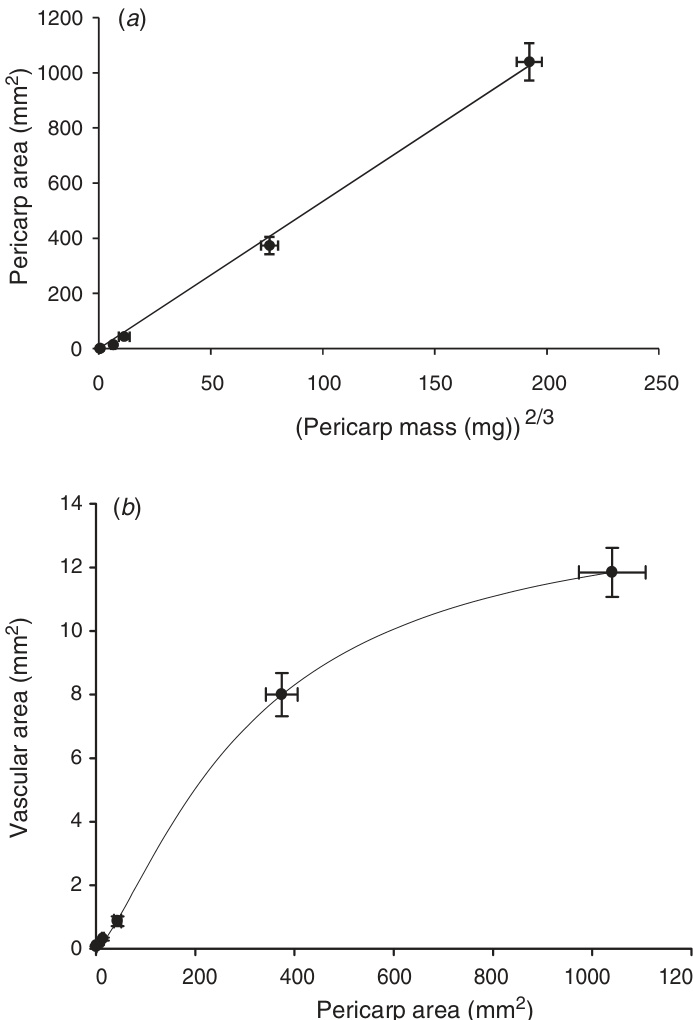 (a)
1200
1000
800
600
400
200
0
Pericarp area (mm²)
0 50 100 150 200 250
(Pericarp mass (mg))²/³
(b)
14
12
10
8
6
4
2
0
Vascular area (mm²)
0 200 400 600 800 1000 120
Pericarp area (mm²)